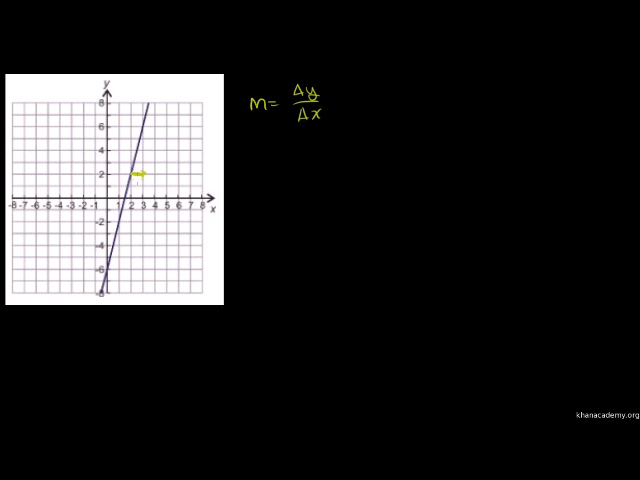 y
8
6
4
2
-8 -7 -6 -5 -4 -3 -2 -1 1 2 3 4 5 6 7 8
x
-2
-4
-6
-8
m = Δy
Δx
khanacademy.org